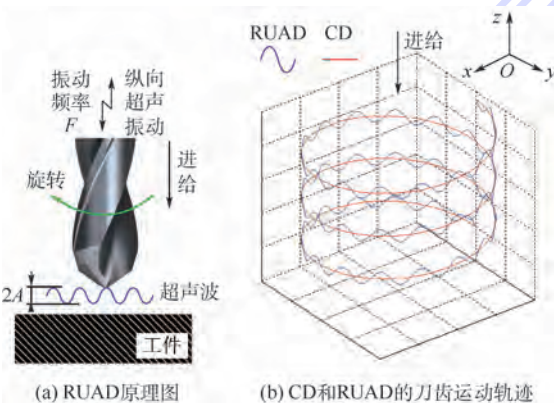 振动
频率
F
纵向
超声
振动
进
给
旋转
2A
超声波
工件
(a) RUAD原理图
RUAD
CD
进给
z
x
O
y
(b) CD和RUAD的刀齿运动轨迹